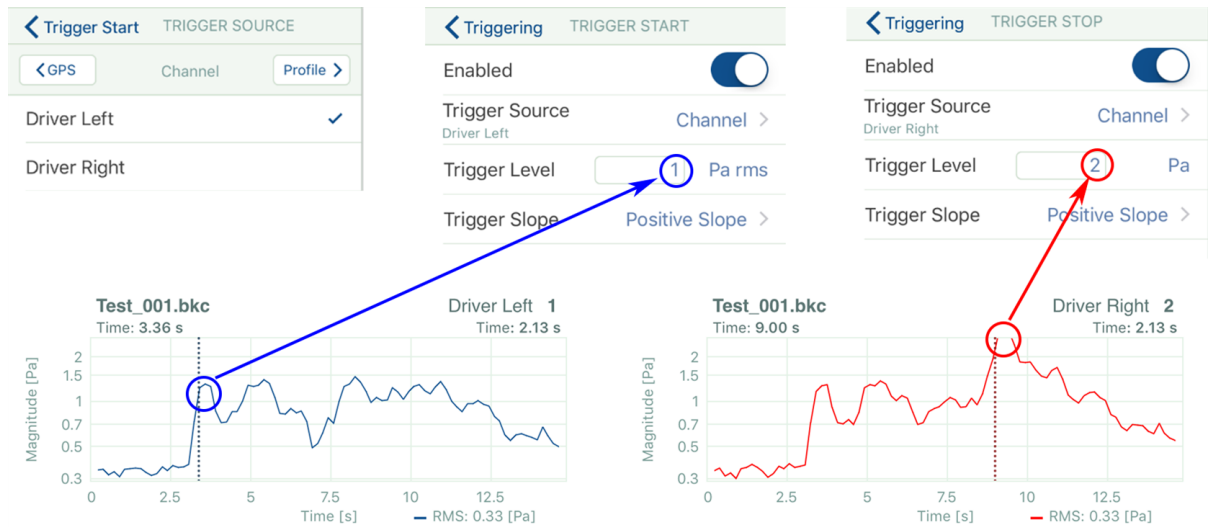 Trigger Start TRIGGER SOURCE
GPS Channel Profile
Driver Left
Driver Right
Triggering TRIGGER START
Enabled
Trigger Source
Driver Left
Channel
Trigger Level 1 Pa rms
Trigger Slope Positive Slope
Triggering TRIGGER STOP
Enabled
Trigger Source
Driver Right
Channel
Trigger Level 2 Pa
Trigger Slope Positive Slope
Test_001.bkc Driver Left 1
Time: 3.36 s Time: 2.13 s
Magnitude [Pa]
2
1.5
1
0.7
0.5
0.3
0 2.5 5 7.5 10 12.5
Time [s] RMS: 0.33 [Pa]
Test_001.bkc Driver Right 2
Time: 9.00 s Time: 2.13 s
Magnitude [Pa]
2
1.5
1
0.7
0.5
0.3
0 2.5 5 7.5 10 12.5
Time [s] RMS: 0.33 [Pa]